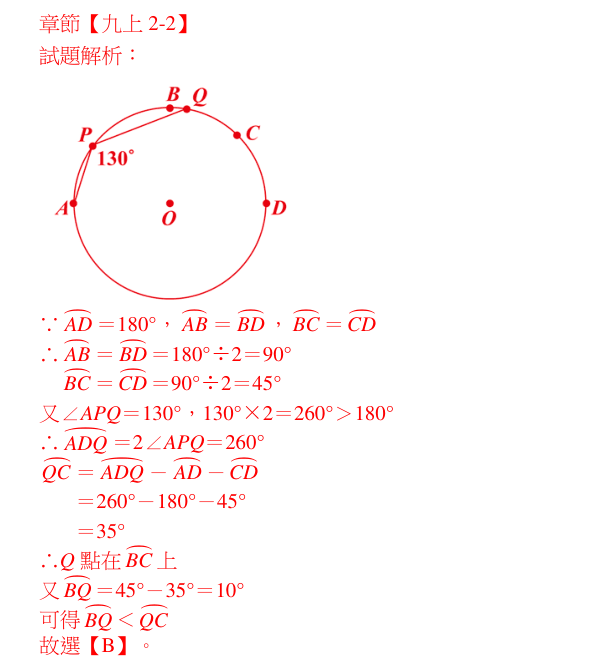 章節【九上 2-2】
試題解析：
B Q
P
C
130°
A
D
O
∵ AD⌢ ＝180°，AB⌢ ＝ BD⌢ ，BC⌢ ＝ CD⌢
∴ AB⌢ ＝ BD⌢ ＝180°÷2＝90°
BC⌢ ＝ CD⌢ ＝90°÷2＝45°
又∠APQ＝130°，130°×2＝260°＞180°
∴ ADQ⌢ ＝2∠APQ＝260°
QC⌢ ＝ ADQ⌢ － AD⌢ － CD⌢
＝260°－180°－45°
＝35°
∴Q 點在 BC⌢ 上
又 BQ⌢ ＝45°－35°＝10°
可得 BQ⌢ ＜ QC⌢
故選【B】。